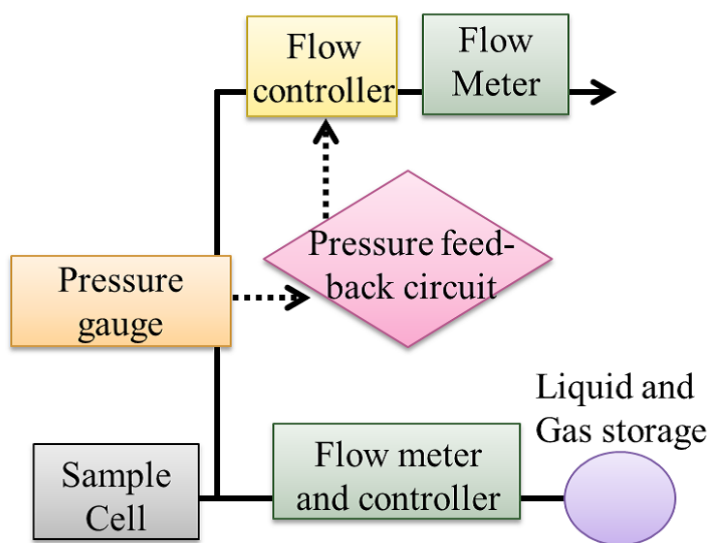 Flow
controller
Flow
Meter
Pressure feed-
back circuit
Pressure
gauge
Liquid and
Gas storage
Flow meter
and controller
Sample
Cell